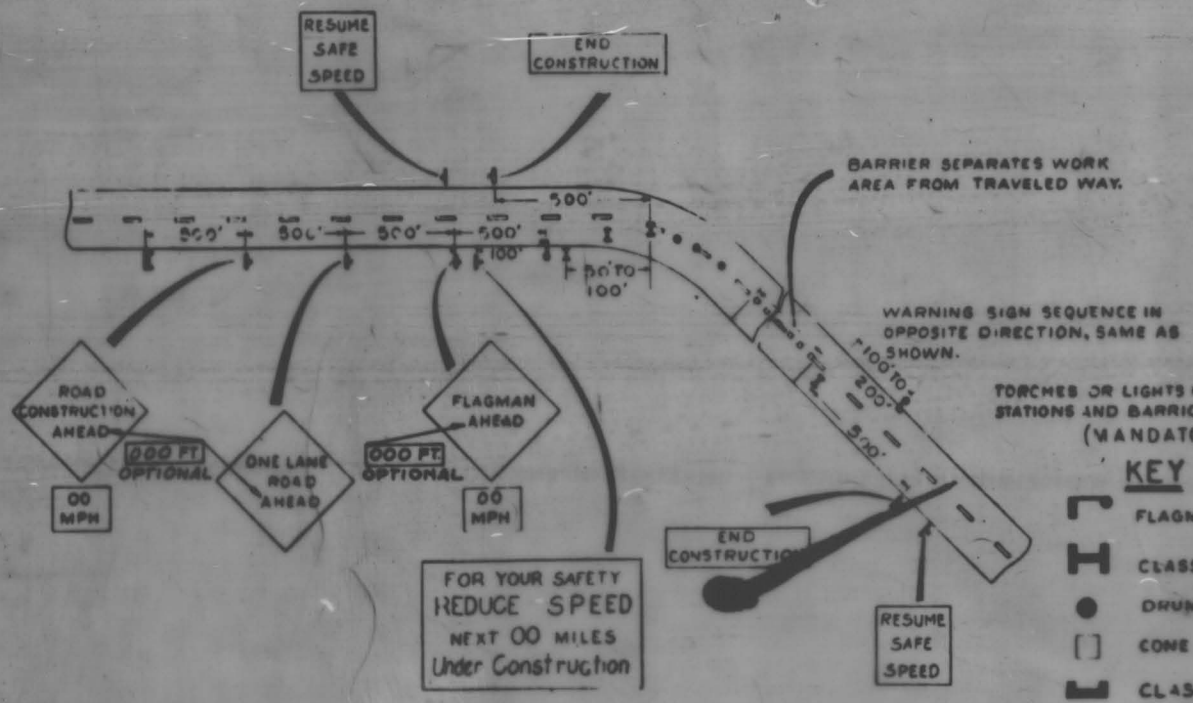 RESUME
SAFE
SPEED
END
CONSTRUCTION
BARRIER SEPARATES WORK
AREA FROM TRAVELED WAY.
500'
500'
500'
500'
500'
100'
50' TO
100'
WARNING SIGN SEQUENCE IN
OPPOSITE DIRECTION, SAME AS
SHOWN.
100' TO
200'
500'
TORCHES OR LIGHTS
STATIONS AND
(
KEY
ROAD
CONSTRUCTION
AHEAD
000 FT.
OPTIONAL
00
MPH
ONE LANE
ROAD
AHEAD
000 FT.
OPTIONAL
FLAGMAN
AHEAD
00
MPH
FOR YOUR SAFETY
REDUCE SPEED
NEXT 00 MILES
Under Construction
END
CONSTRUCTION
RESUME
SAFE
SPEED
CONE